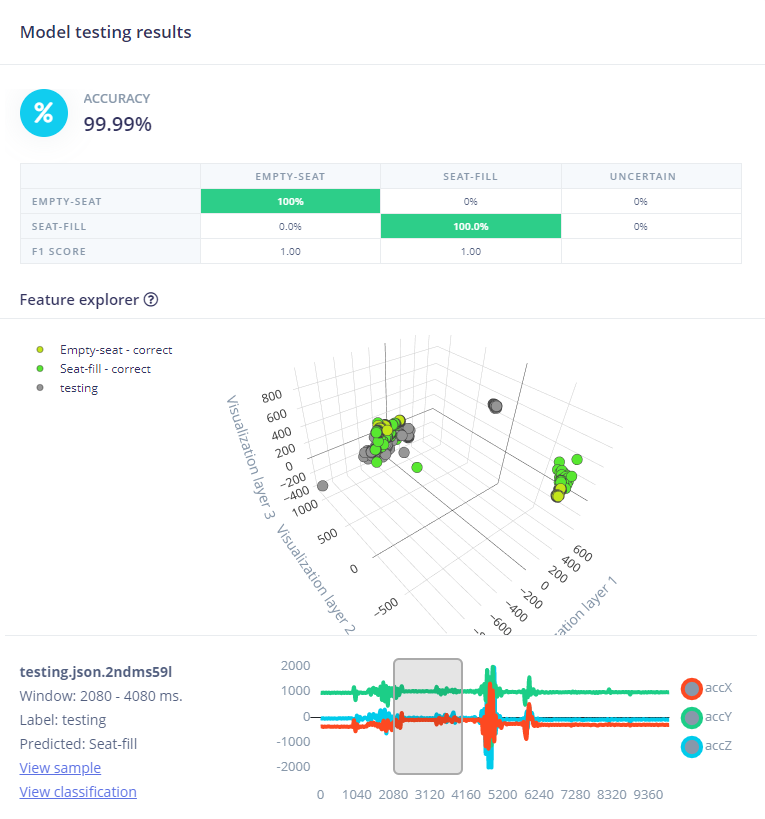 Model testing results
%
ACCURACY
99.99%
EMPTY-SEAT SEAT-FILL UNCERTAIN
EMPTY-SEAT 100% 0% 0%
SEAT-FILL 0.0% 100.0% 0%
F1 SCORE 1.00 1.00
Feature explorer ?
Empty-seat - correct
Seat-fill - correct
testing
Visualization layer 3
800
600
400
200
0
−200
−400
1000
500
0
−500
Visualization layer 2
600
400
200
0
−200
−400
−600
testing.json.2ndms59l
Window: 2080 - 4080 ms.
Label: testing
Predicted: Seat-fill
View sample
View classification
2000
1000
0
-1000
-2000
0 1040 2080 3120 4160 5200 6240 7280 8320 9360
accX
accY
accZ